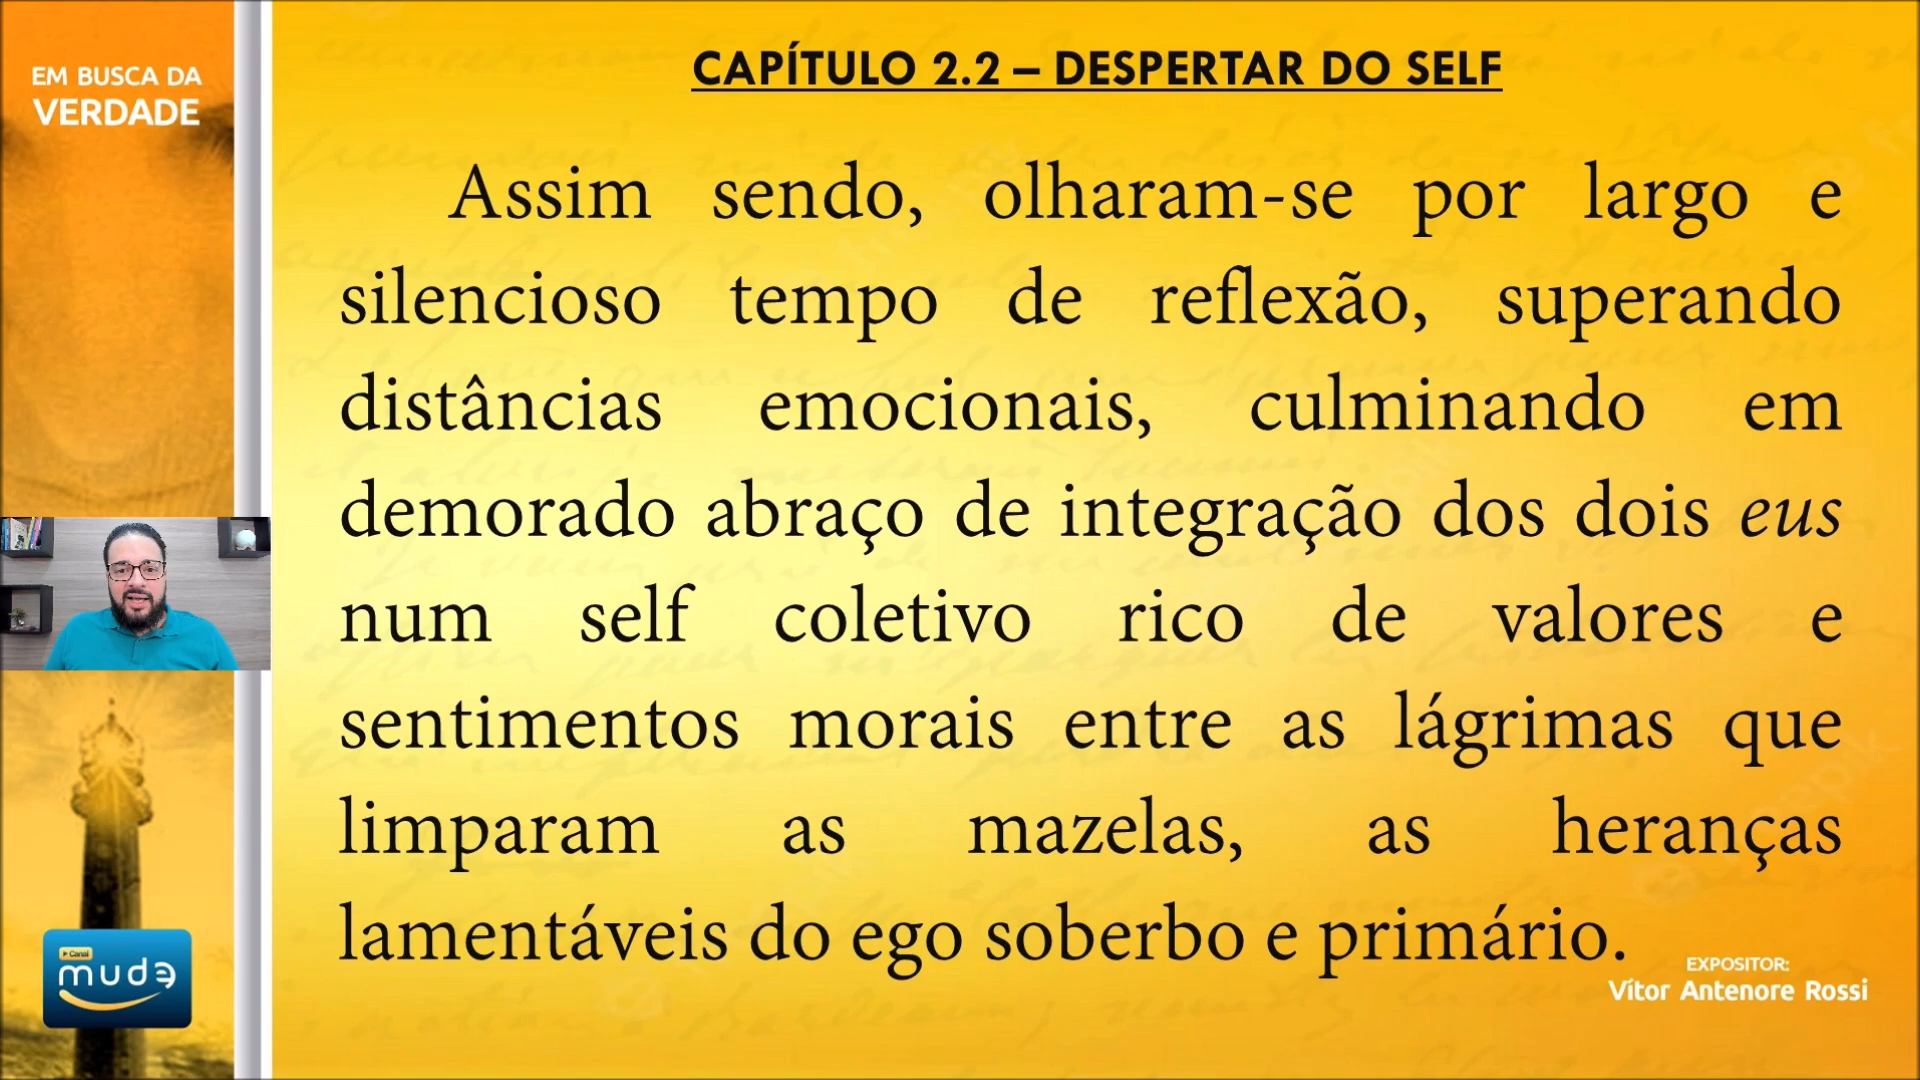 EM BUSCA DA
VERDADE
CAPÍTULO 2.2 – DESPERTAR DO SELF
Assim sendo, olharam-se por largo e
silencioso tempo de reflexão, superando
distâncias emocionais, culminando em
demorado abraço de integração dos dois eus
num self coletivo rico de valores e
sentimentos morais entre as lágrimas que
limparam as mazelas, as heranças
lamentáveis do ego soberbo e primário.
Canal
mude
EXPOSITOR:
Vítor Antenore Rossi